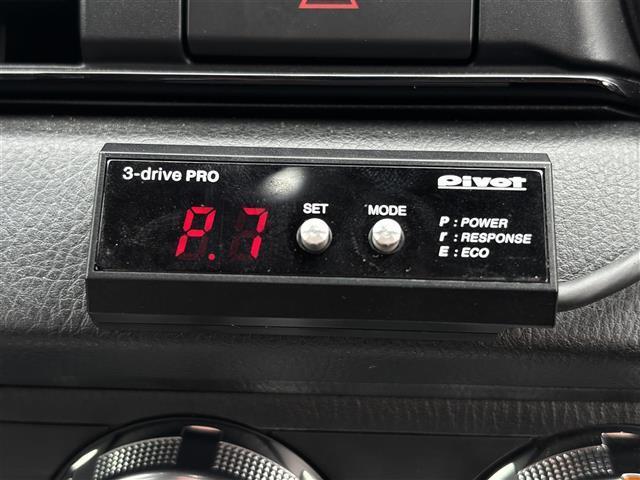 3-drive PRO
Pivot
P.7
SET
MODE
P : POWER
r : RESPONSE
E : ECO